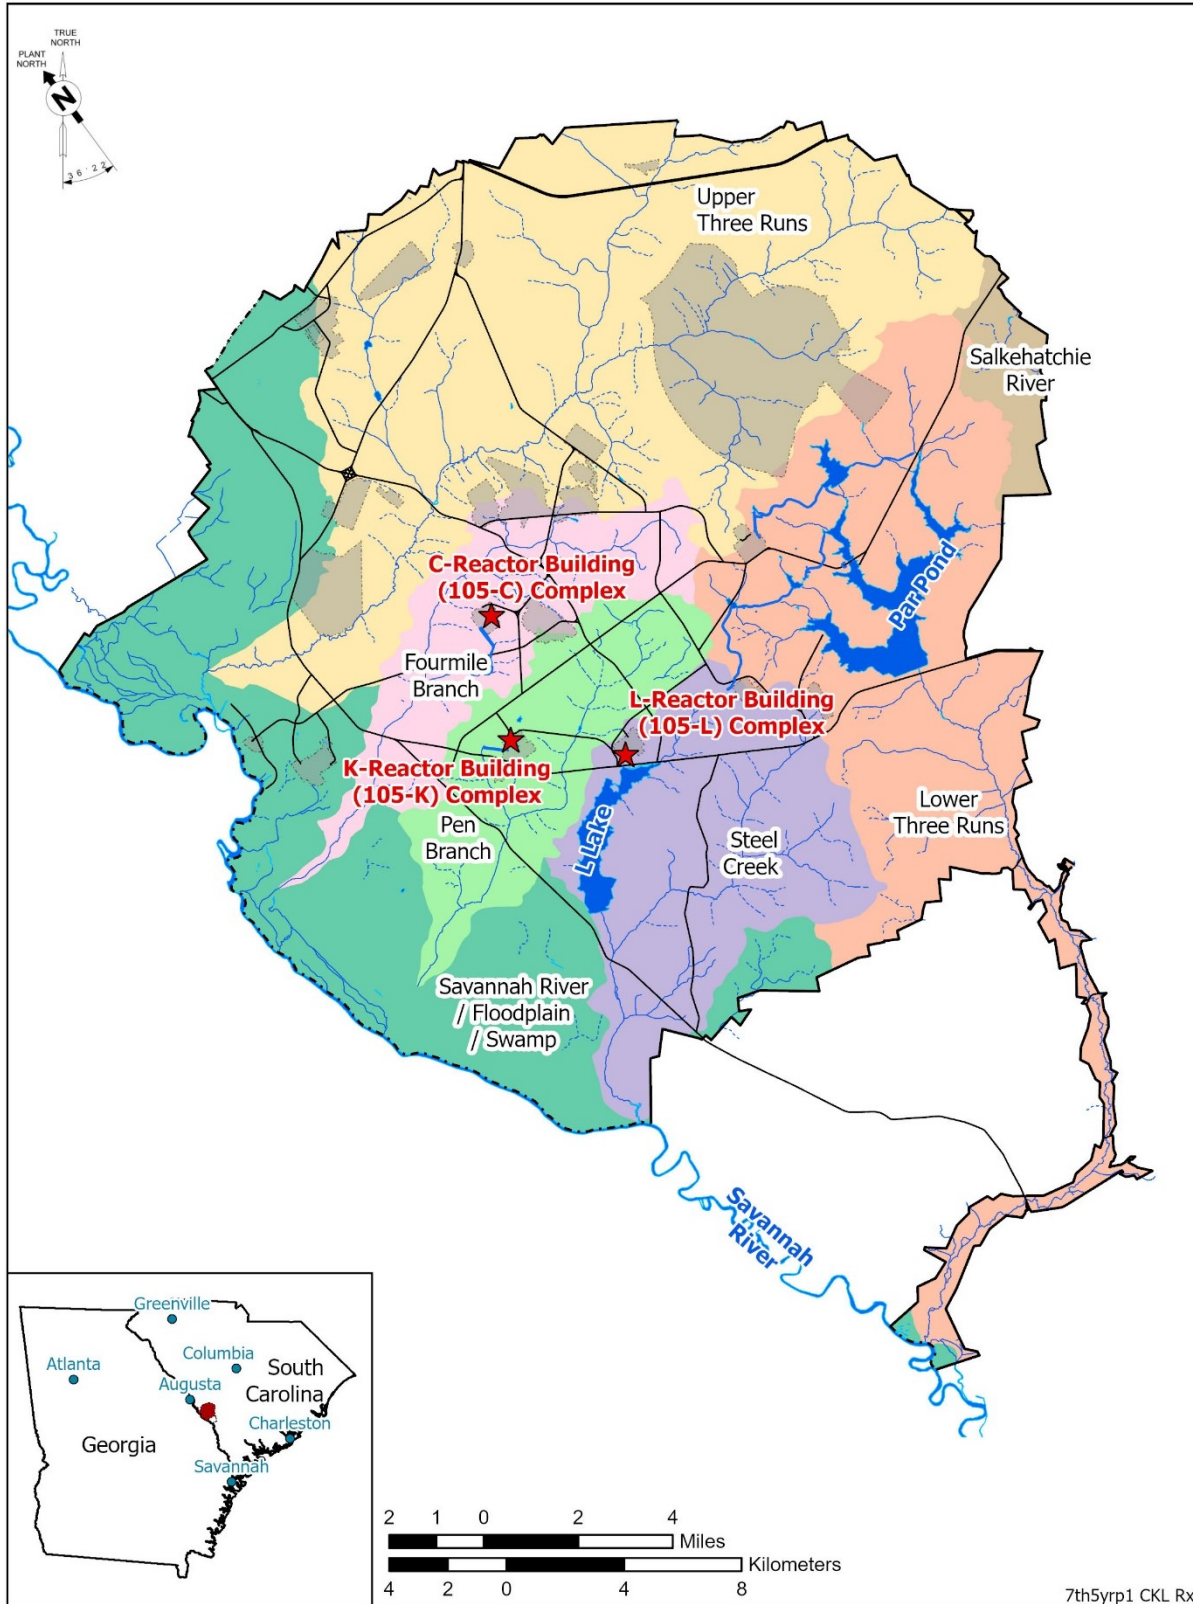 TRUE
NORTH
PLANT
NORTH
N
36°22'
Upper
Three Runs
Salkehatchie
River
C-Reactor Building
(105-C) Complex
Par Pond
Fourmile
Branch
L-Reactor Building
(105-L) Complex
K-Reactor Building
(105-K) Complex
Pen
Branch
L Lake
Steel
Creek
Lower
Three Runs
Savannah River
/ Floodplain
/ Swamp
Savannah
River
Greenville
Atlanta
Columbia
South
Carolina
Augusta
Charleston
Georgia
Savannah
2 1 0 2 4
Miles
Kilometers
4 2 0 4 8
7th5yrp1 CKL Rx